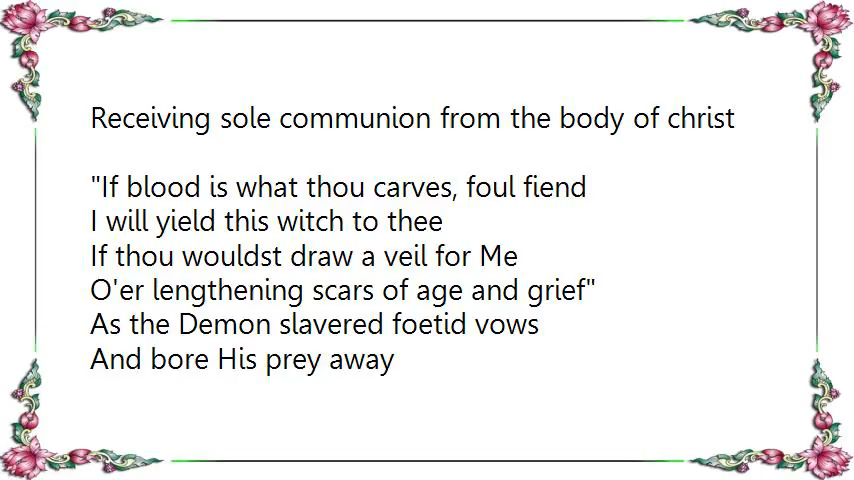 Receiving sole communion from the body of christ
"If blood is what thou carves, foul fiend
I will yield this witch to thee
If thou wouldst draw a veil for Me
O'er lengthening scars of age and grief"
As the Demon slavered foetid vows
And bore His prey away